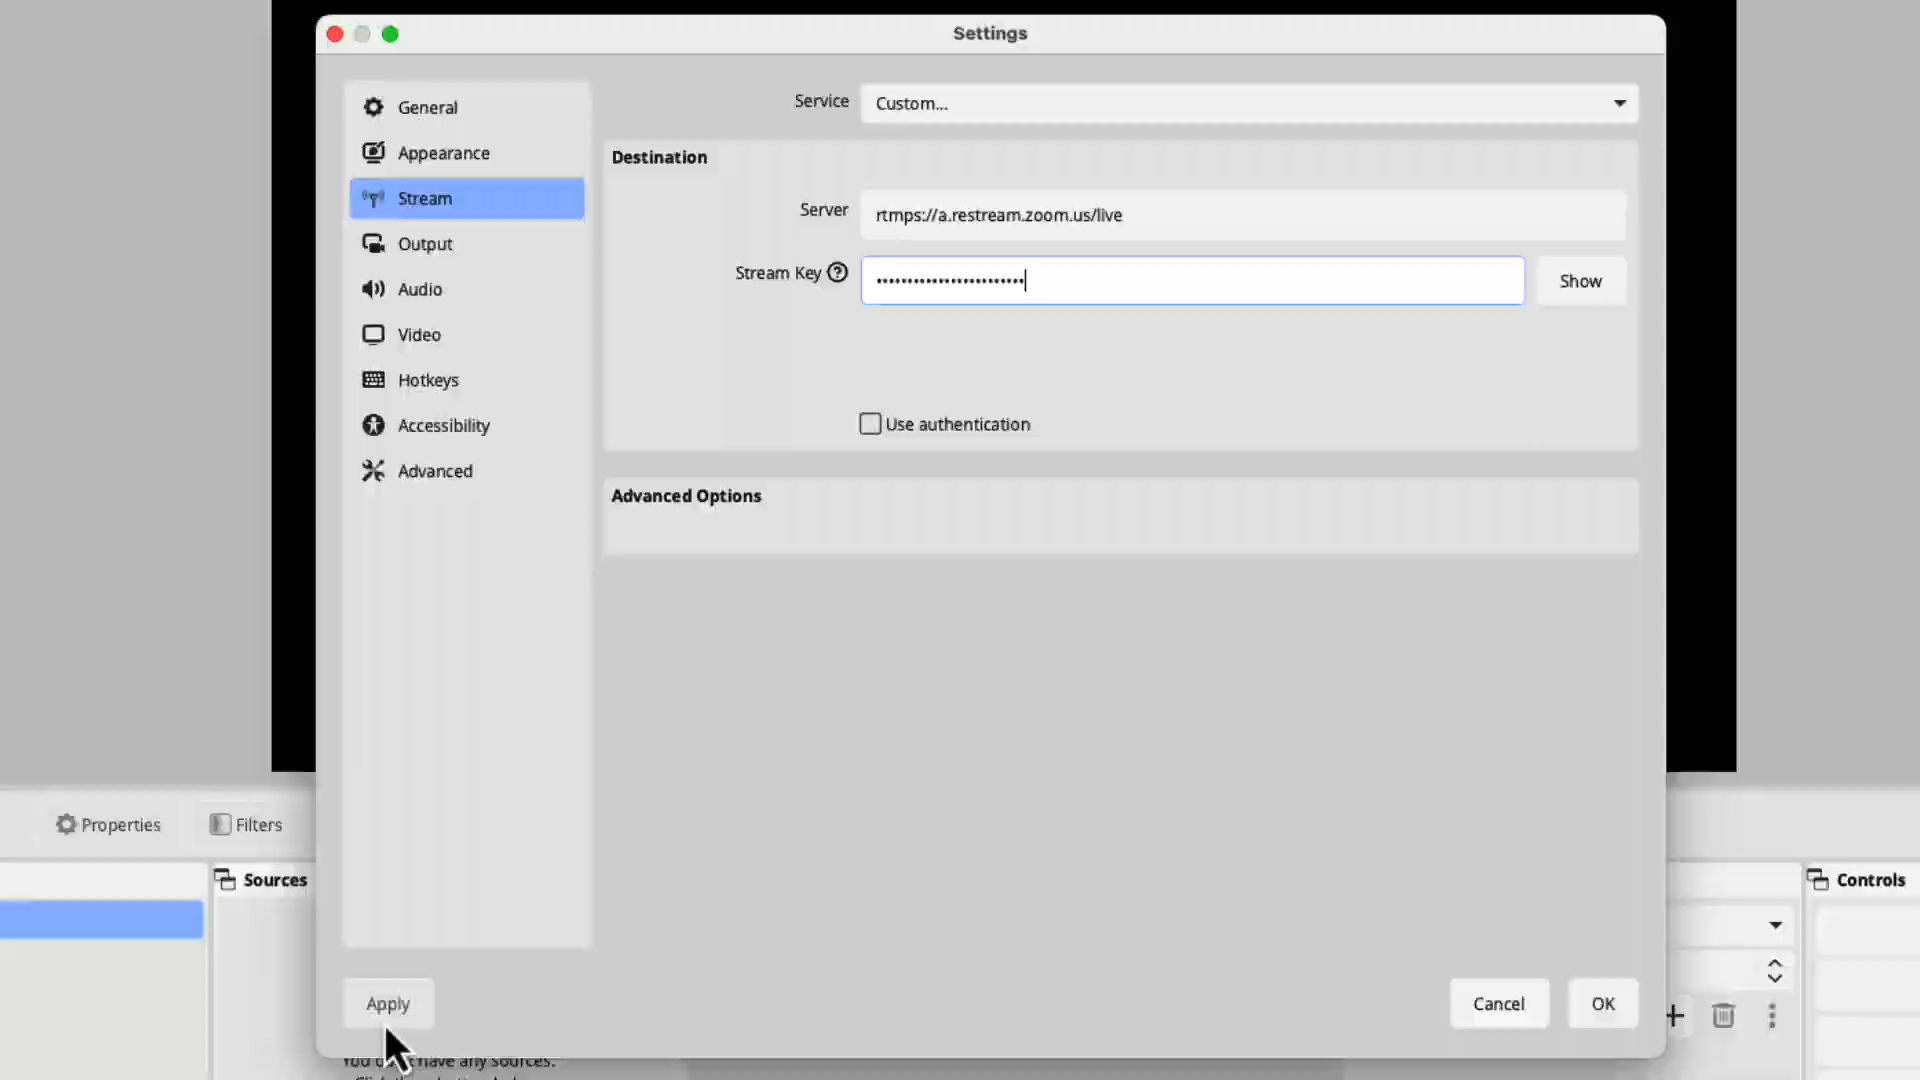 Settings
General
Appearance
Stream
Output
Audio
Video
Hotkeys
Accessibility
Advanced
Service
Custom...
Destination
Server
rtmps://a.restream.zoom.us/live
Stream Key
Show
Use authentication
Advanced Options
Apply
Cancel
OK
Properties
Filters
Sources
Controls
have any sources.